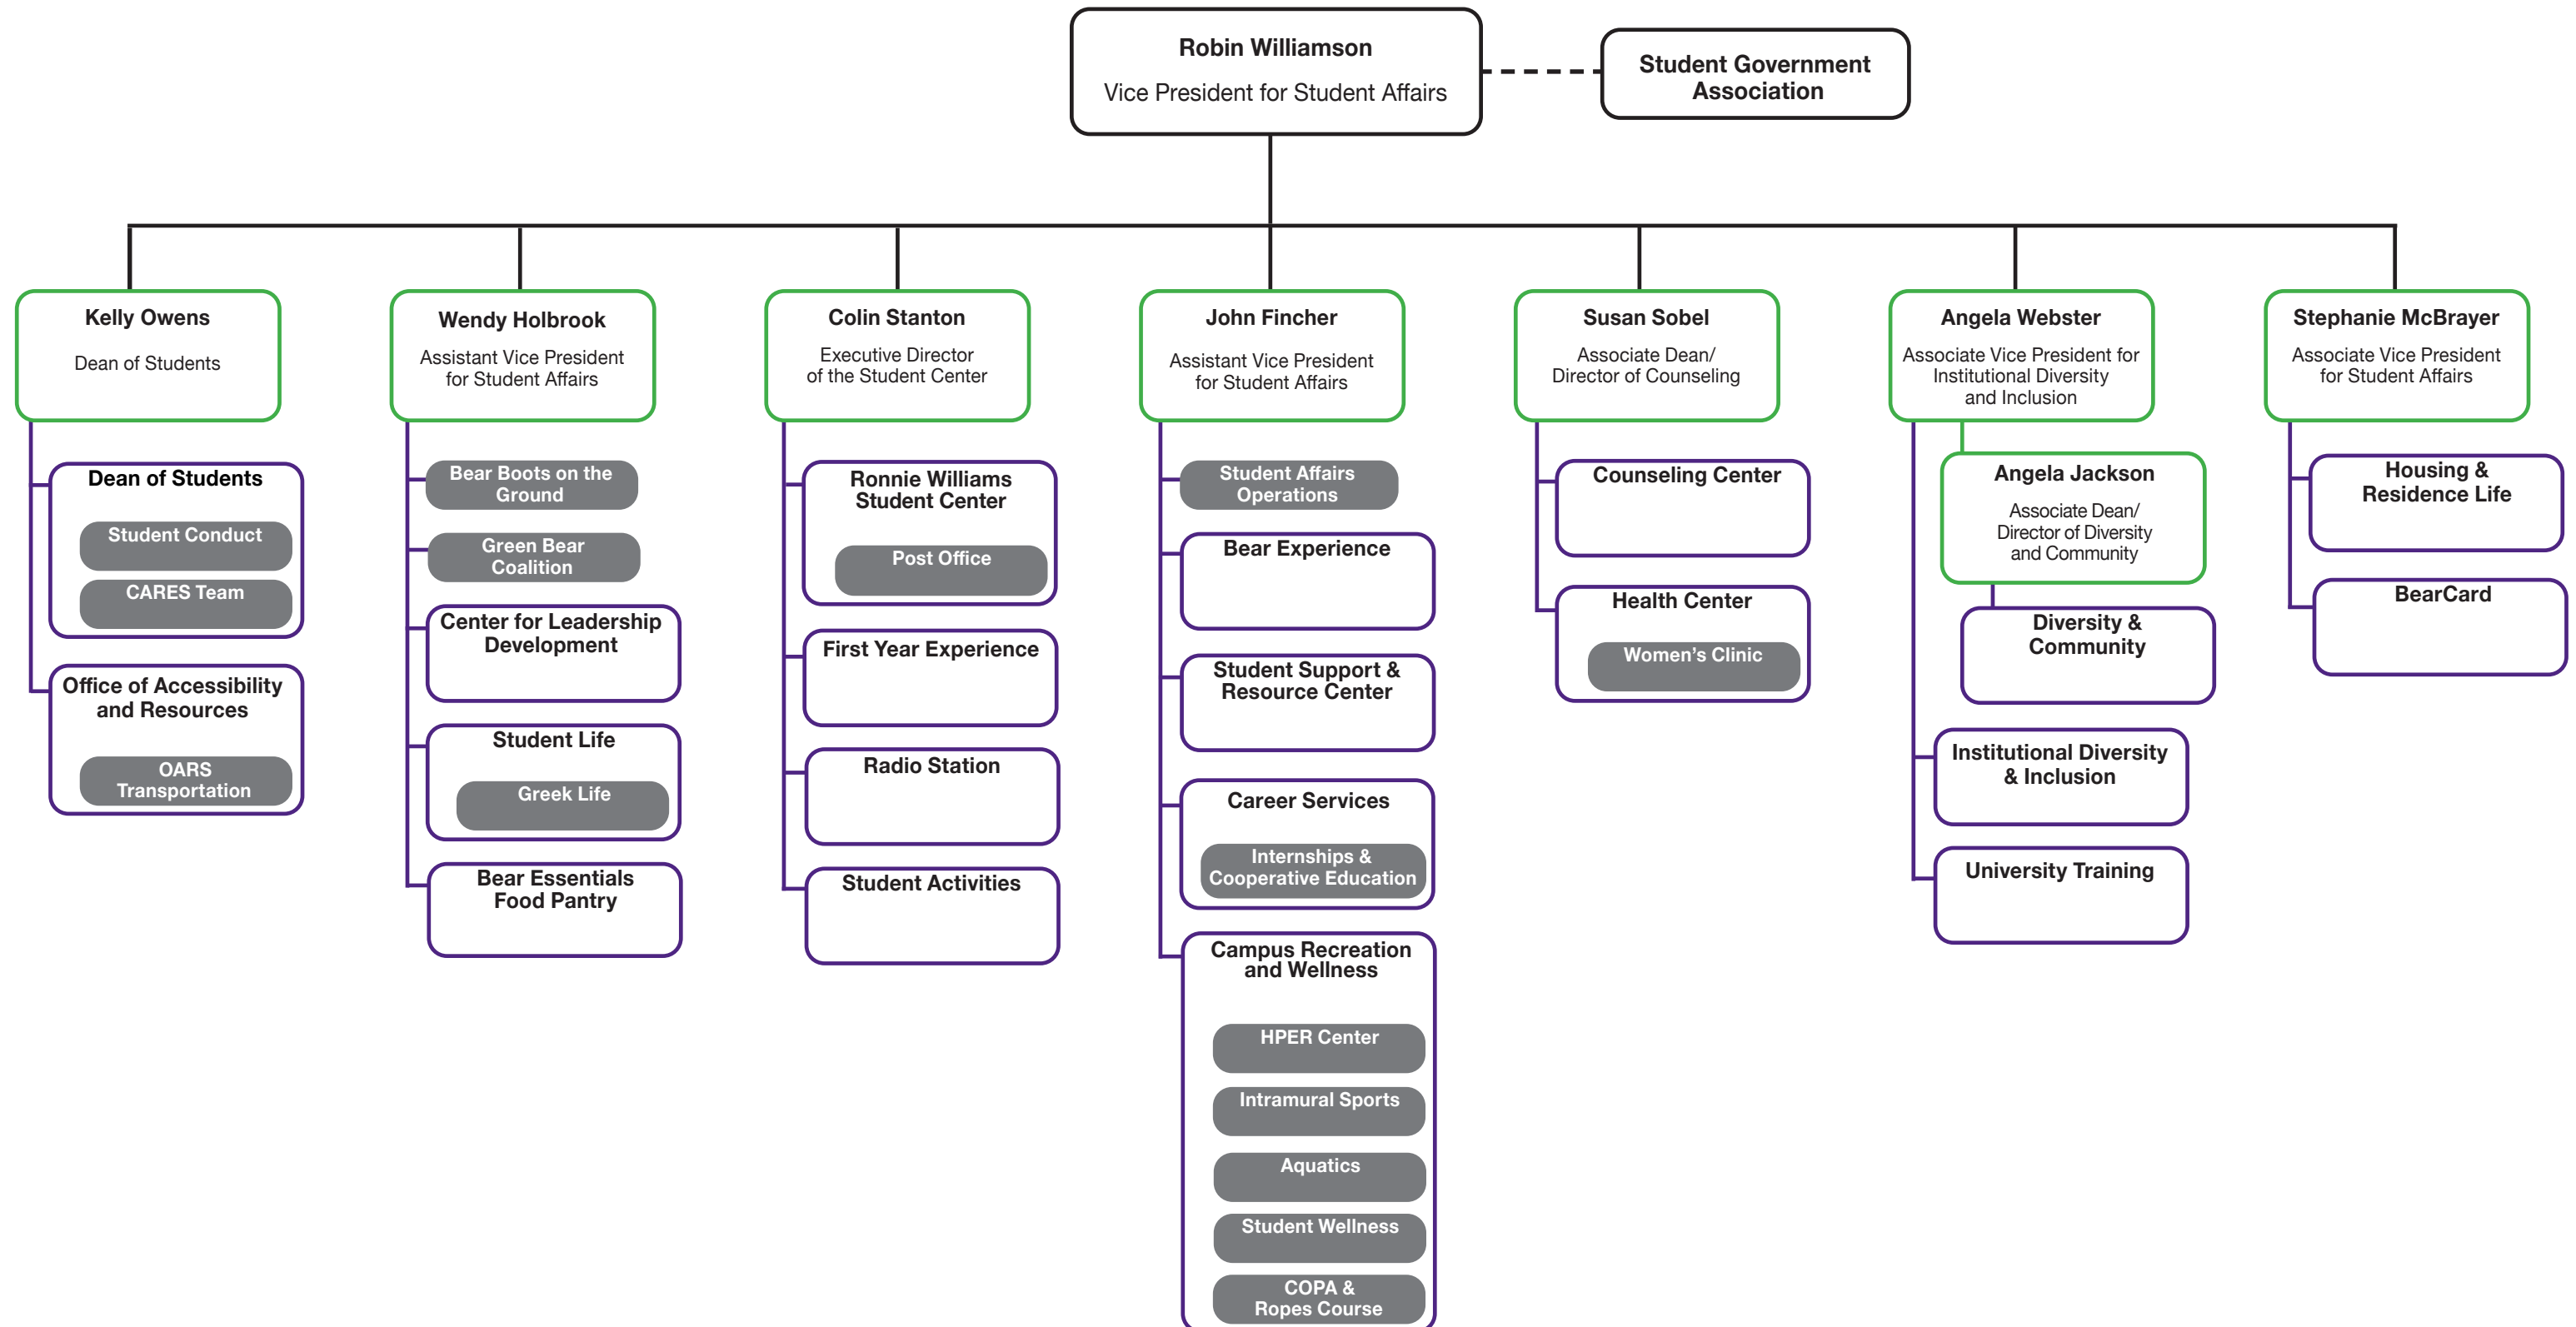 Robin Williamson
Vice President for Student Affairs
Student Government
Association
Kelly Owens
Dean of Students
Dean of Students
Student Conduct
CARES Team
Office of Accessibility
and Resources
OARS
Transportation
Wendy Holbrook
Assistant Vice President
for Student Affairs
Bear Boots on the
Ground
Green Bear
Coalition
Center for Leadership
Development
Student Life
Greek Life
Bear Essentials
Food Pantry
Colin Stanton
Executive Director
of the Student Center
Ronnie Williams
Student Center
Post Office
First Year Experience
Radio Station
Student Activities
John Fincher
Assistant Vice President
for Student Affairs
Student Affairs
Operations
Bear Experience
Student Support &
Resource Center
Career Services
Internships &
Cooperative Education
Campus Recreation
and Wellness
HPER Center
Intramural Sports
Aquatics
Student Wellness
COPA &
Ropes Course
Susan Sobel
Associate Dean/
Director of Counseling
Counseling Center
Health Center
Women's Clinic
Angela Webster
Associate Vice President for
Institutional Diversity
and Inclusion
Angela Jackson
Associate Dean/
Director of Diversity
and Community
Diversity &
Community
Institutional Diversity
& Inclusion
University Training
Stephanie McBrayer
Associate Vice President
for Student Affairs
Housing &
Residence Life
BearCard